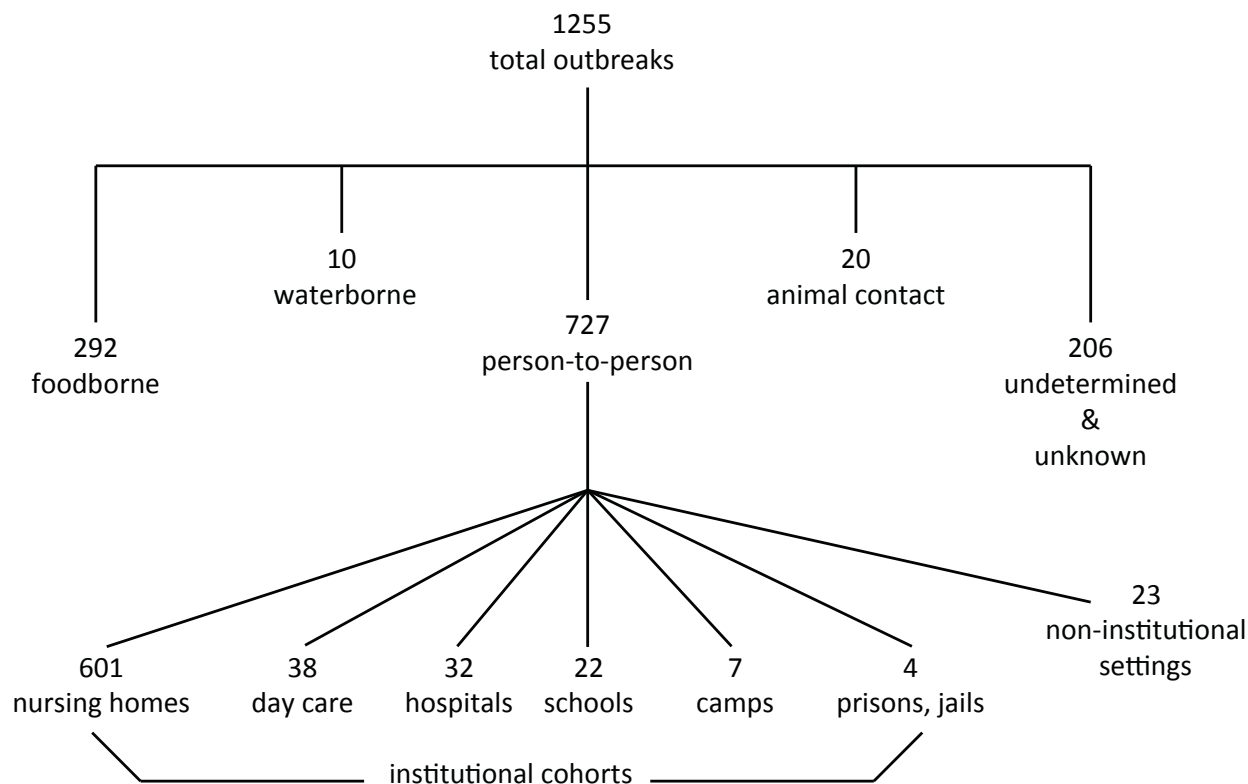 1255
total outbreaks
10
waterborne
20
animal contact
727
person-to-person
292
foodborne
206
undetermined
&
unknown
23
non-institutional
settings
601
nursing homes
38
day care
32
hospitals
22
schools
7
camps
4
prisons, jails
institutional cohorts